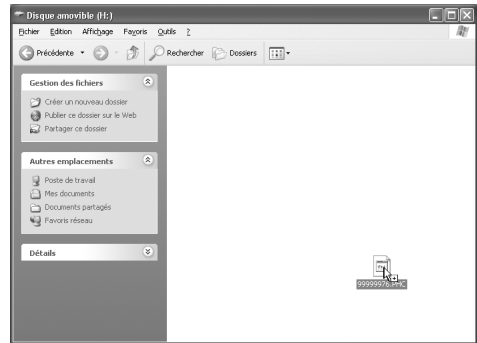 Disque amovible (H:)
Fichier Edition Affichage Favoris Outils ?
Précédente Rechercher Dossiers
Gestion des fichiers
Créer un nouveau dossier
Publier ce dossier sur le Web
Partager ce dossier
Autres emplacements
Poste de travail
Mes documents
Documents partagés
Favoris réseau
Détails
99999976.PHC